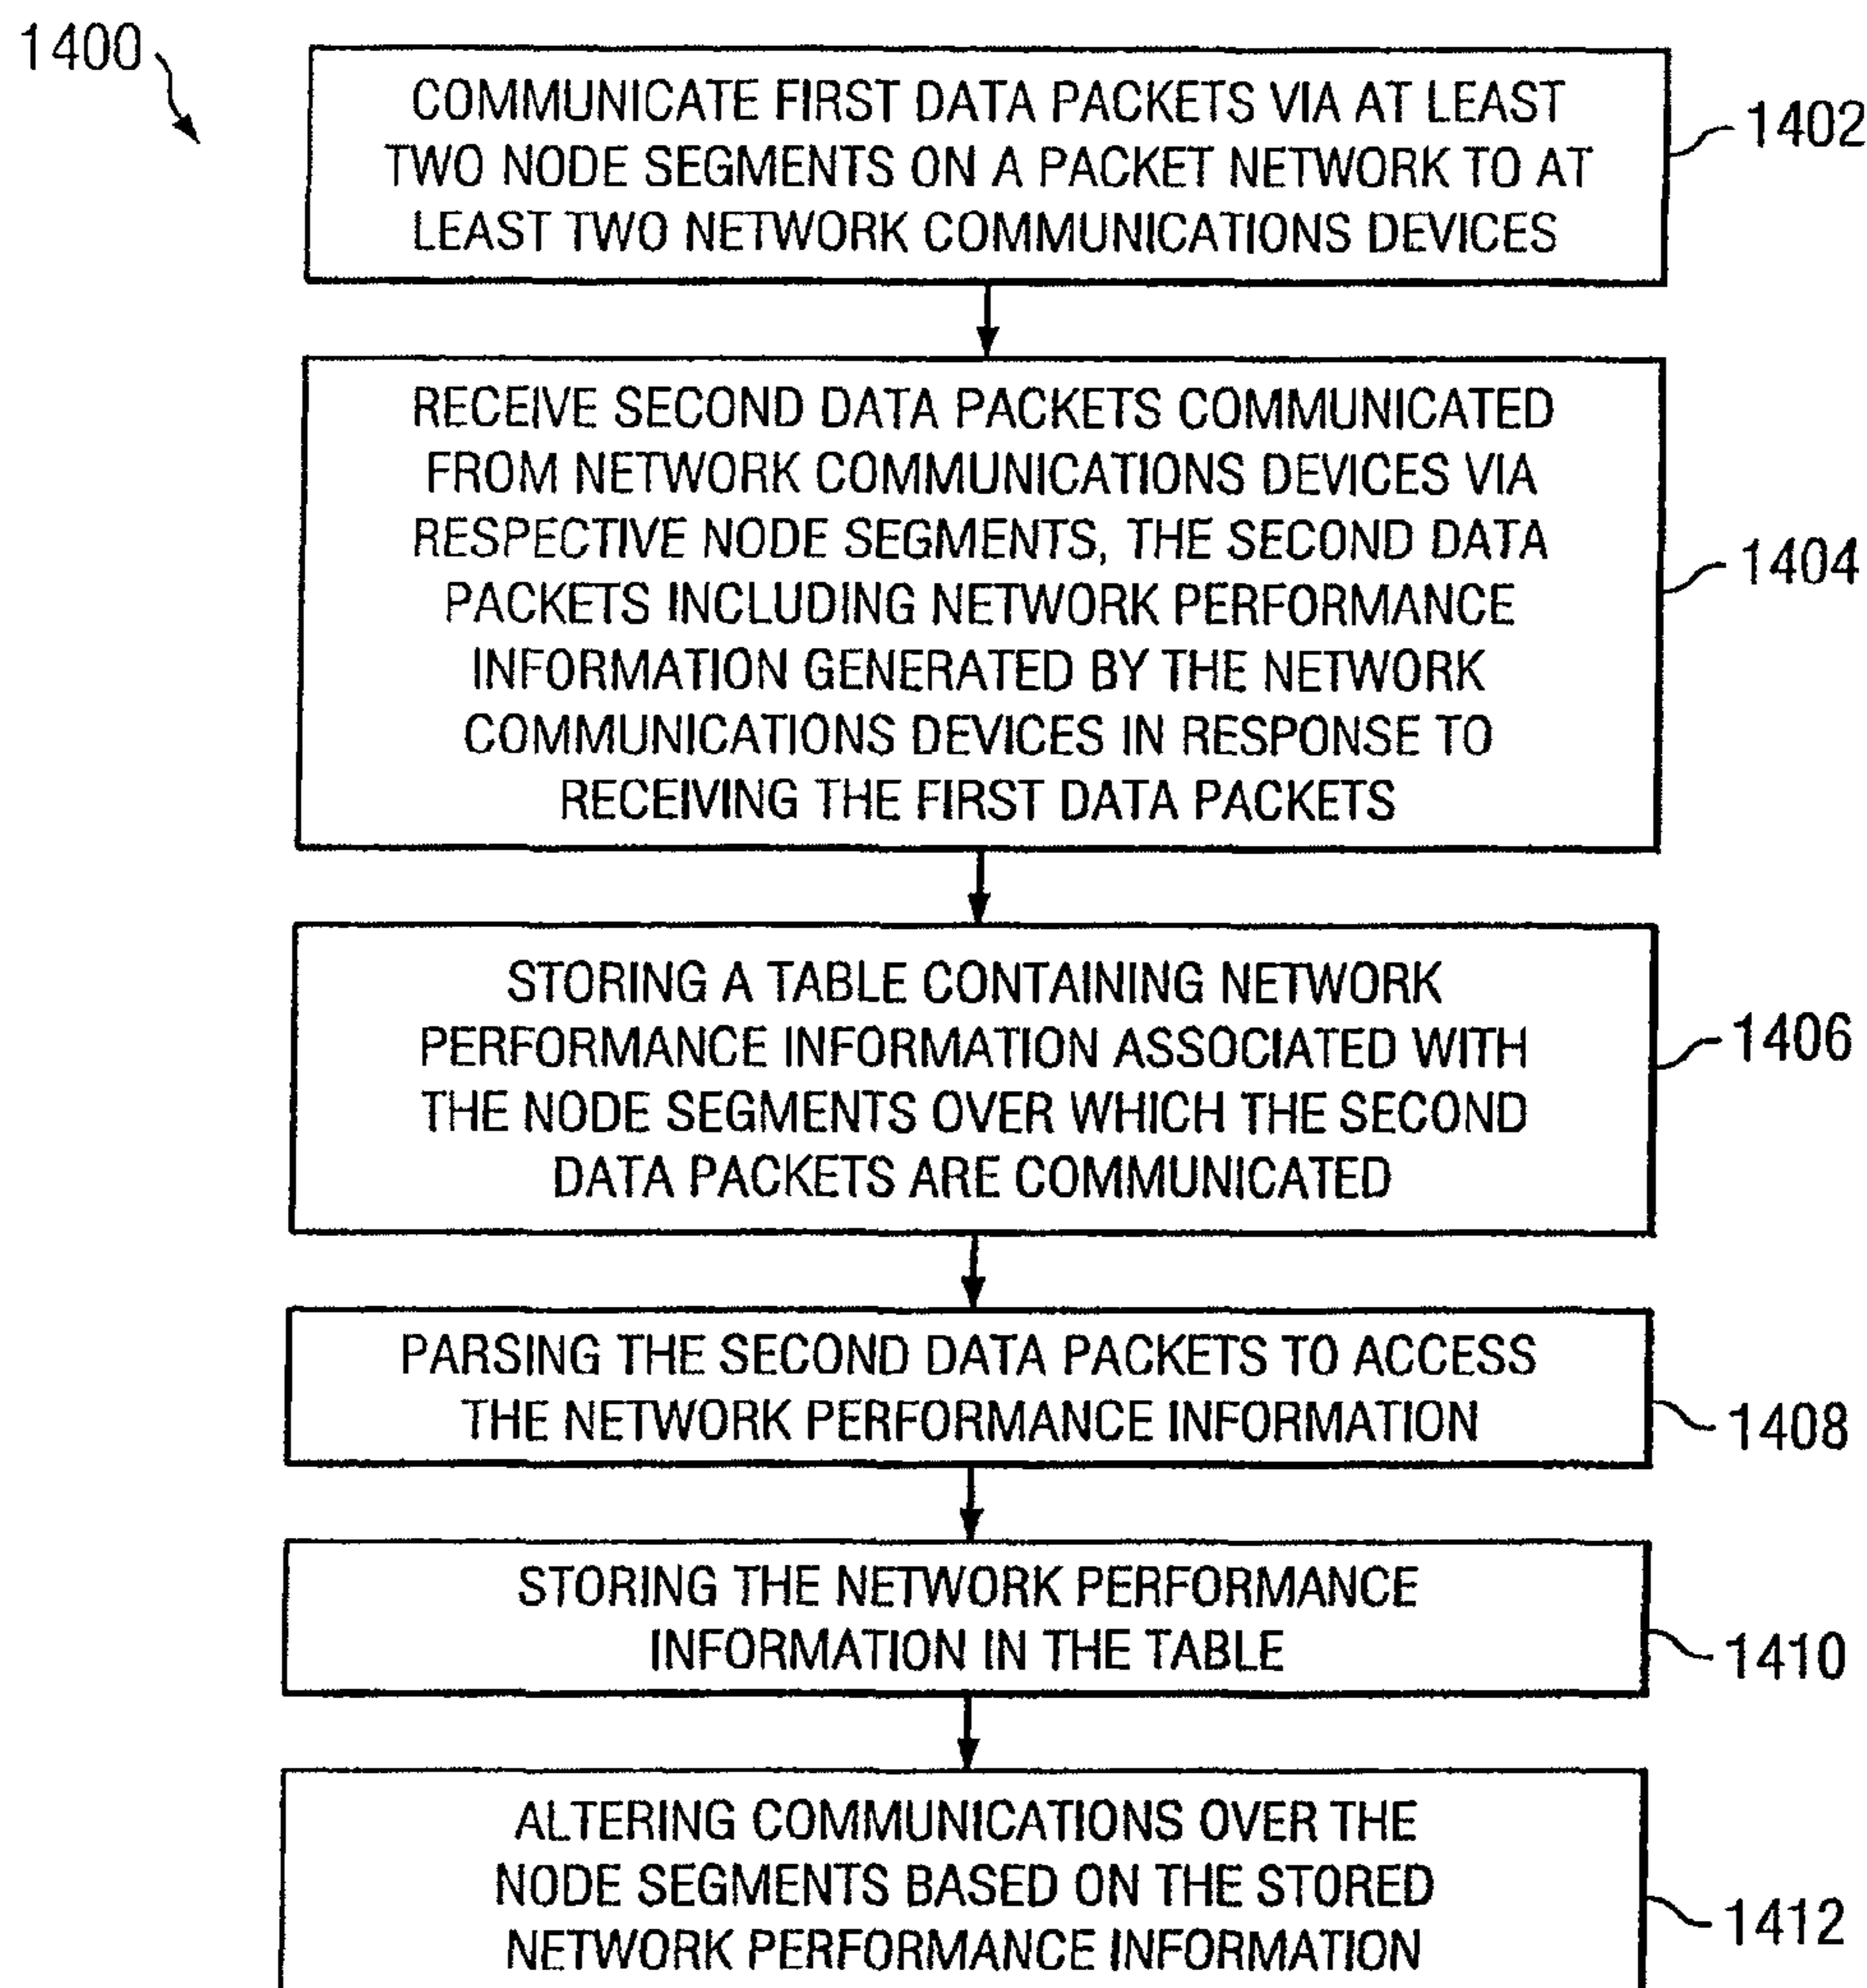 1400
COMMUNICATE FIRST DATA PACKETS VIA AT LEAST
TWO NODE SEGMENTS ON A PACKET NETWORK TO AT
LEAST TWO NETWORK COMMUNICATIONS DEVICES
1402
RECEIVE SECOND DATA PACKETS COMMUNICATED
FROM NETWORK COMMUNICATIONS DEVICES VIA
RESPECTIVE NODE SEGMENTS, THE SECOND DATA
PACKETS INCLUDING NETWORK PERFORMANCE
INFORMATION GENERATED BY THE NETWORK
COMMUNICATIONS DEVICES IN RESPONSE TO
RECEIVING THE FIRST DATA PACKETS
1404
STORING A TABLE CONTAINING NETWORK
PERFORMANCE INFORMATION ASSOCIATED WITH
THE NODE SEGMENTS OVER WHICH THE SECOND
DATA PACKETS ARE COMMUNICATED
1406
PARSING THE SECOND DATA PACKETS TO ACCESS
THE NETWORK PERFORMANCE INFORMATION
1408
STORING THE NETWORK PERFORMANCE
INFORMATION IN THE TABLE
1410
ALTERING COMMUNICATIONS OVER THE
NODE SEGMENTS BASED ON THE STORED
NETWORK PERFORMANCE INFORMATION
1412